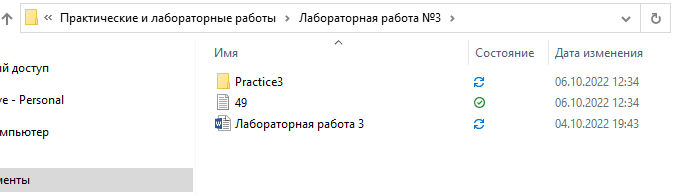 « Практические и лабораторные работы › Лабораторная работа №3 ›
Имя Состояние Дата изменения
ый доступ
Practice3 06.10.2022 12:34
ve - Personal
49 06.10.2022 12:34
мпьютер
Лабораторная работа 3 04.10.2022 19:43
менты